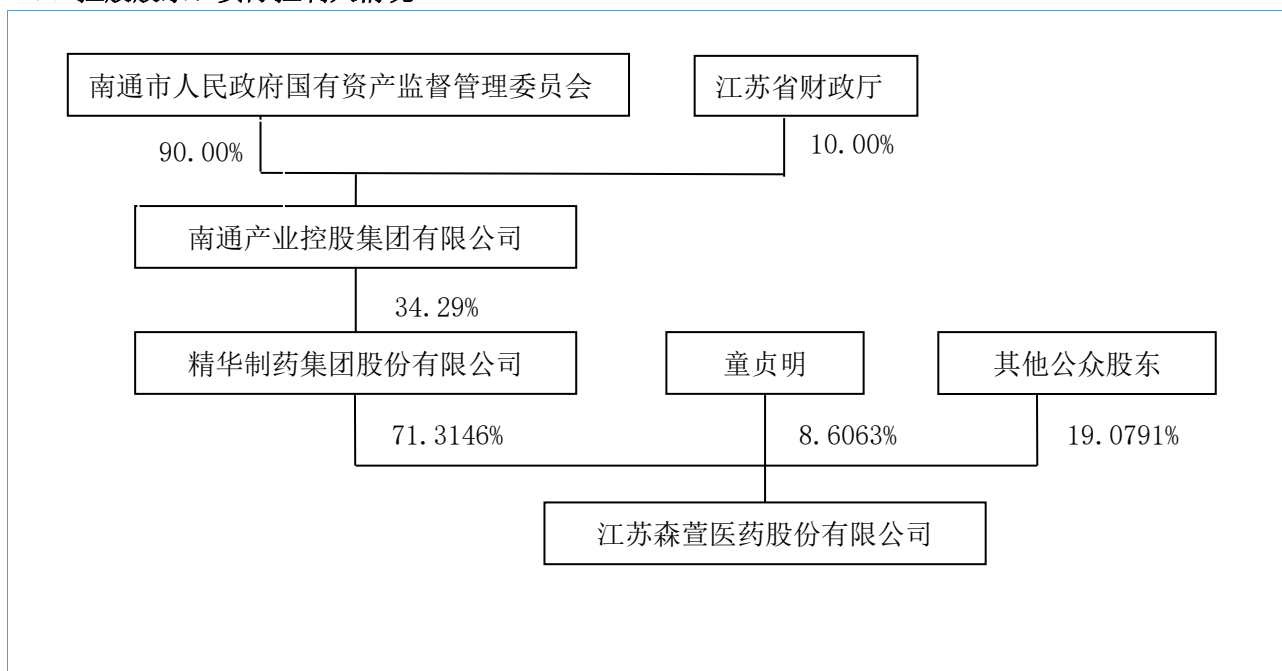 南通市人民政府国有资产监督管理委员会
江苏省财政厅
90.00%
10.00%
南通产业控股集团有限公司
34.29%
精华制药集团股份有限公司
童贞明
其他公众股东
71.3146%
8.6063%
19.0791%
江苏森萱医药股份有限公司